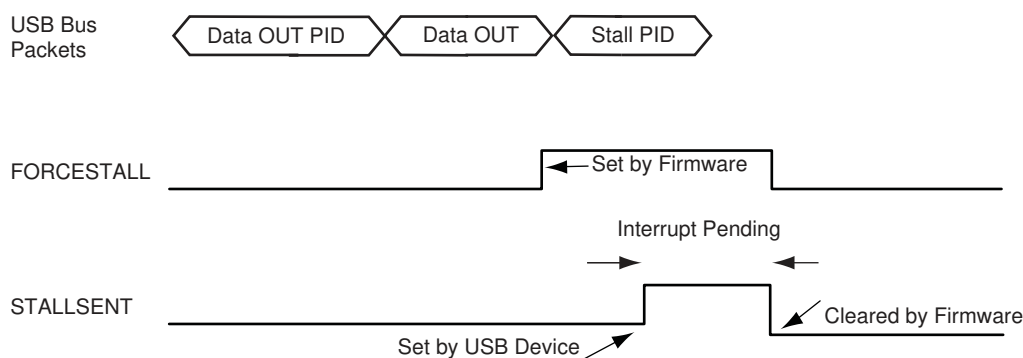 USB Bus
Packets
Data OUT PID
Data OUT
Stall PID
FORCESTALL
Set by Firmware
Interrupt Pending
STALLSENT
Cleared by Firmware
Set by USB Device